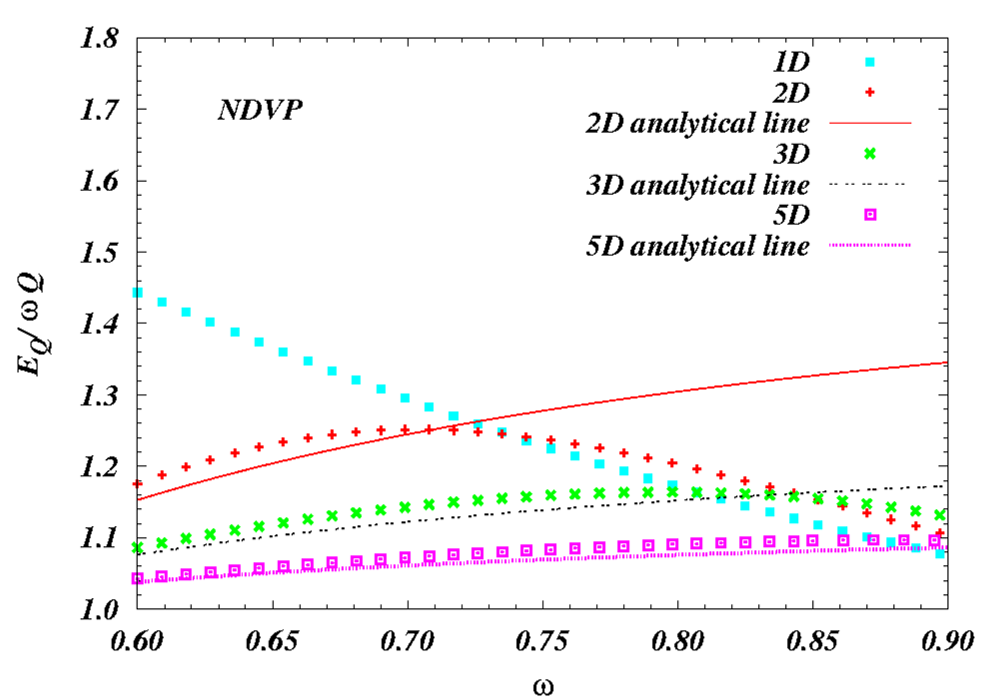 1.8
1.7
1.6
1.5
1.4
1.3
1.2
1.1
1.0
E_Q/ωQ
NDVP
1D
2D
2D analytical line
3D
3D analytical line
5D
5D analytical line
0.60 0.65 0.70 0.75 0.80 0.85 0.90
ω